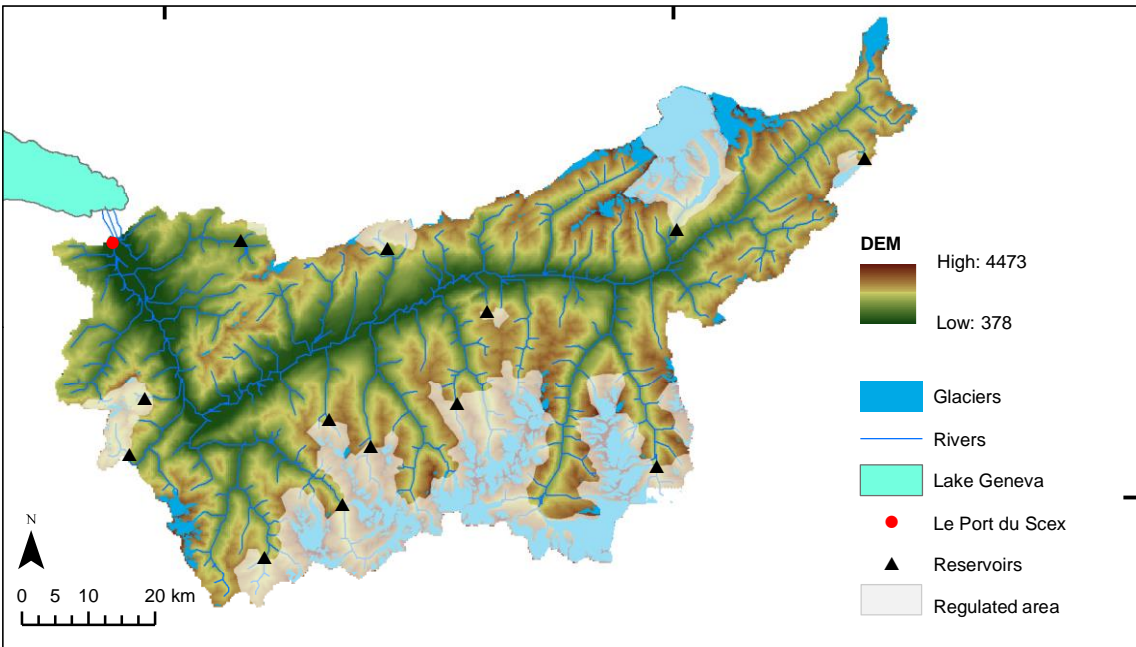 DEM
High: 4473
Low: 378
Glaciers
Rivers
Lake Geneva
Le Port du Scex
Reservoirs
Regulated area
N
0 5 10 20 km